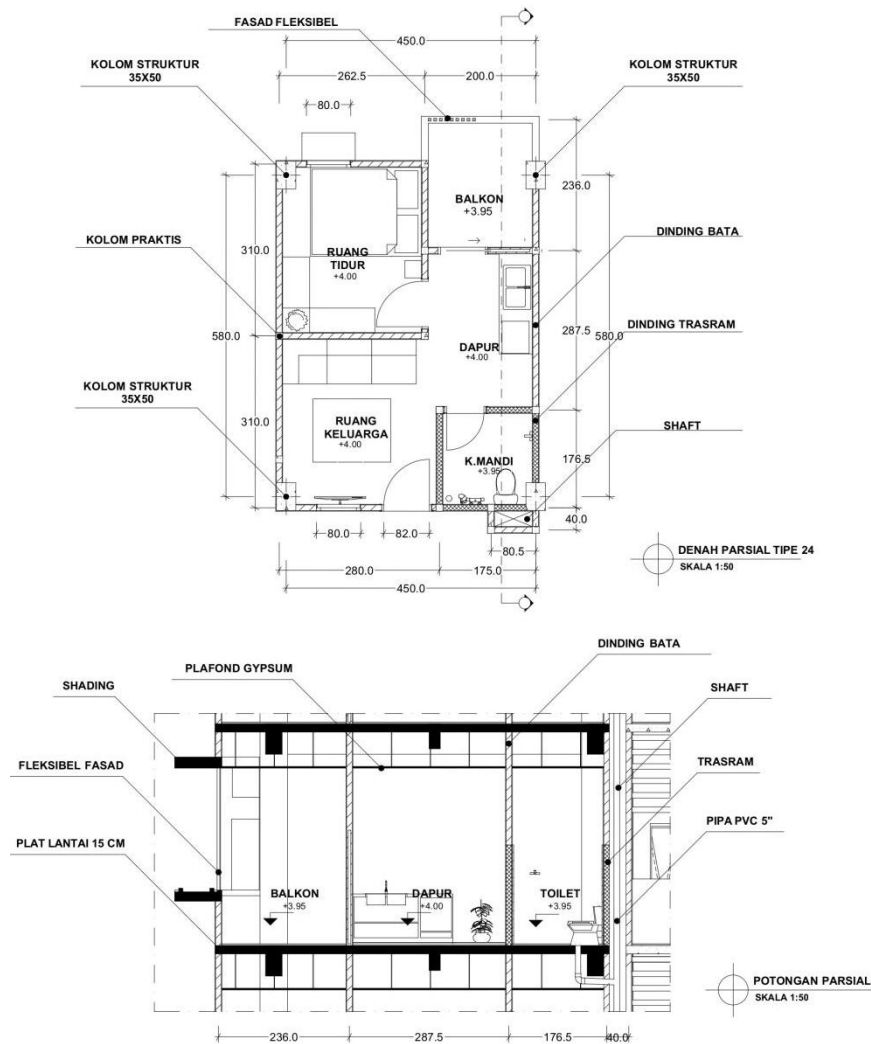 FASAD FLEKSIBEL
450.0
KOLOM STRUKTUR
35X50
KOLOM STRUKTUR
35X50
262.5
200.0
80.0
BALKON
+3.95
236.0
KOLOM PRAKTIS
DINDING BATA
310.0
RUANG
TIDUR
+4.00
580.0
DAPUR
+4.00
287.5
580.0
DINDING TRASRAM
KOLOM STRUKTUR
35X50
310.0
RUANG
KELUARGA
+4.00
K.MANDI
+3.95
SHAFT
176.5
40.0
80.0
82.0
80.5
280.0
175.0
450.0
DENAH PARSIAL TIPE 24
SKALA 1:50
DINDING BATA
PLAFOND GYPSUM
SHADING
SHAFT
FLEKSIBEL FASAD
TRASRAM
PLAT LANTAI 15 CM
PIPA PVC 5"
BALKON
+3.95
DAPUR
+4.00
TOILET
+3.95
POTONGAN PARSIAL
SKALA 1:50
236.0
287.5
176.5
40.0